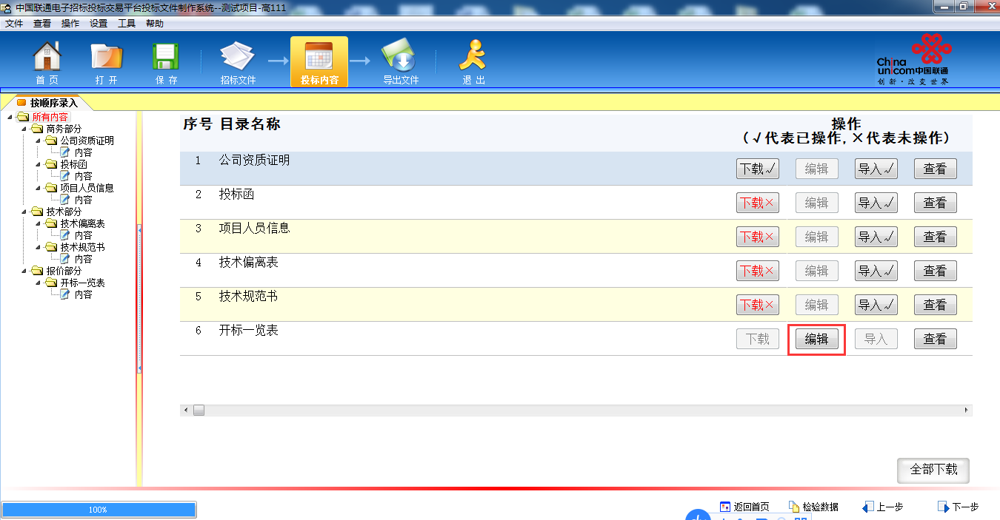 中国联通电子招标投标交易平台投标文件制作系统--测试项目-高111
文件 查看 操作 设置 工具 帮助
首 页 打 开 保 存 招标文件 投标内容 导出文件 退 出
China
unicom中国联通
创新·改变世界
按顺序录入
所有内容
商务部分
公司资质证明
内容
投标函
内容
项目人员信息
内容
技术部分
技术偏离表
内容
技术规范书
内容
报价部分
开标一览表
内容
序号 目录名称 操作
(√代表已操作,×代表未操作)
1 公司资质证明 下载√ 编辑 导入√ 查看
2 投标函 下载× 编辑 导入√ 查看
3 项目人员信息 下载× 编辑 导入√ 查看
4 技术偏离表 下载× 编辑 导入√ 查看
5 技术规范书 下载× 编辑 导入√ 查看
6 开标一览表 下载 编辑 导入 查看
全部下载
100% 返回首页 检验数据 上一步 下一步